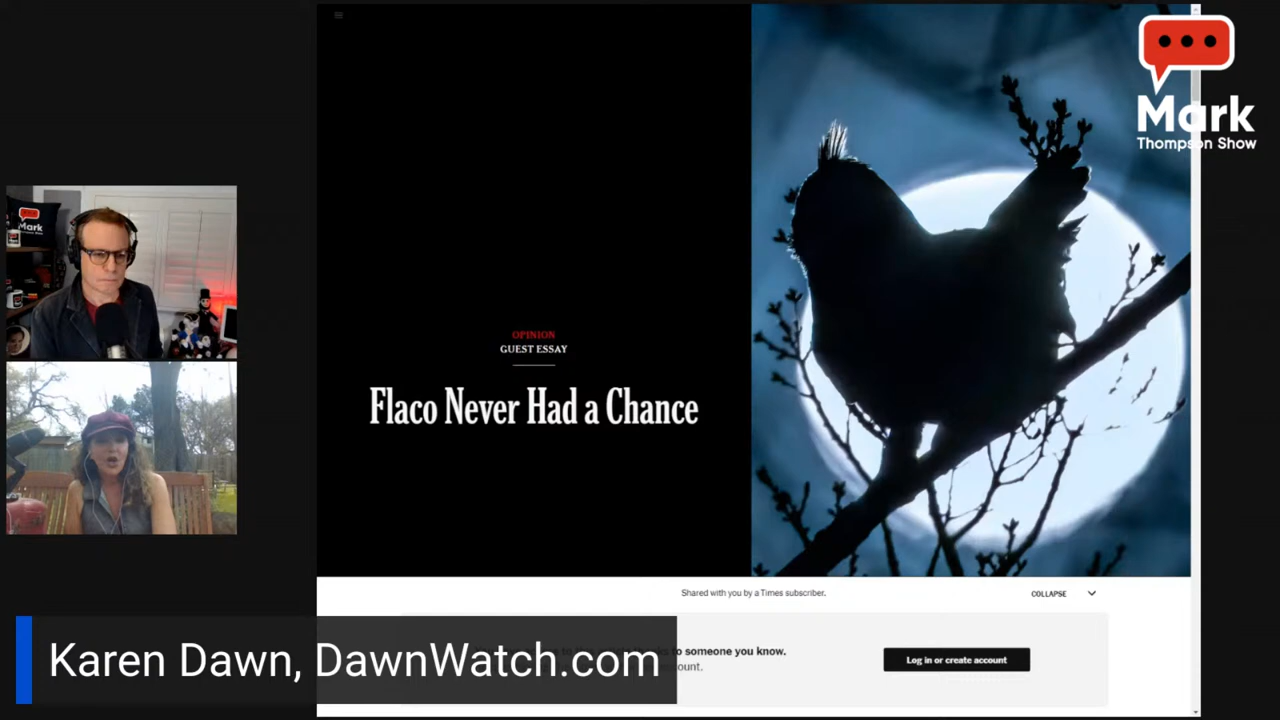 Mark
Thompson Show
Mark
OPINION
GUEST ESSAY
Flaco Never Had a Chance
Shared with you by a Times subscriber.
COLLAPSE
to someone you know.
Log in or create account
Karen Dawn, DawnWatch.com